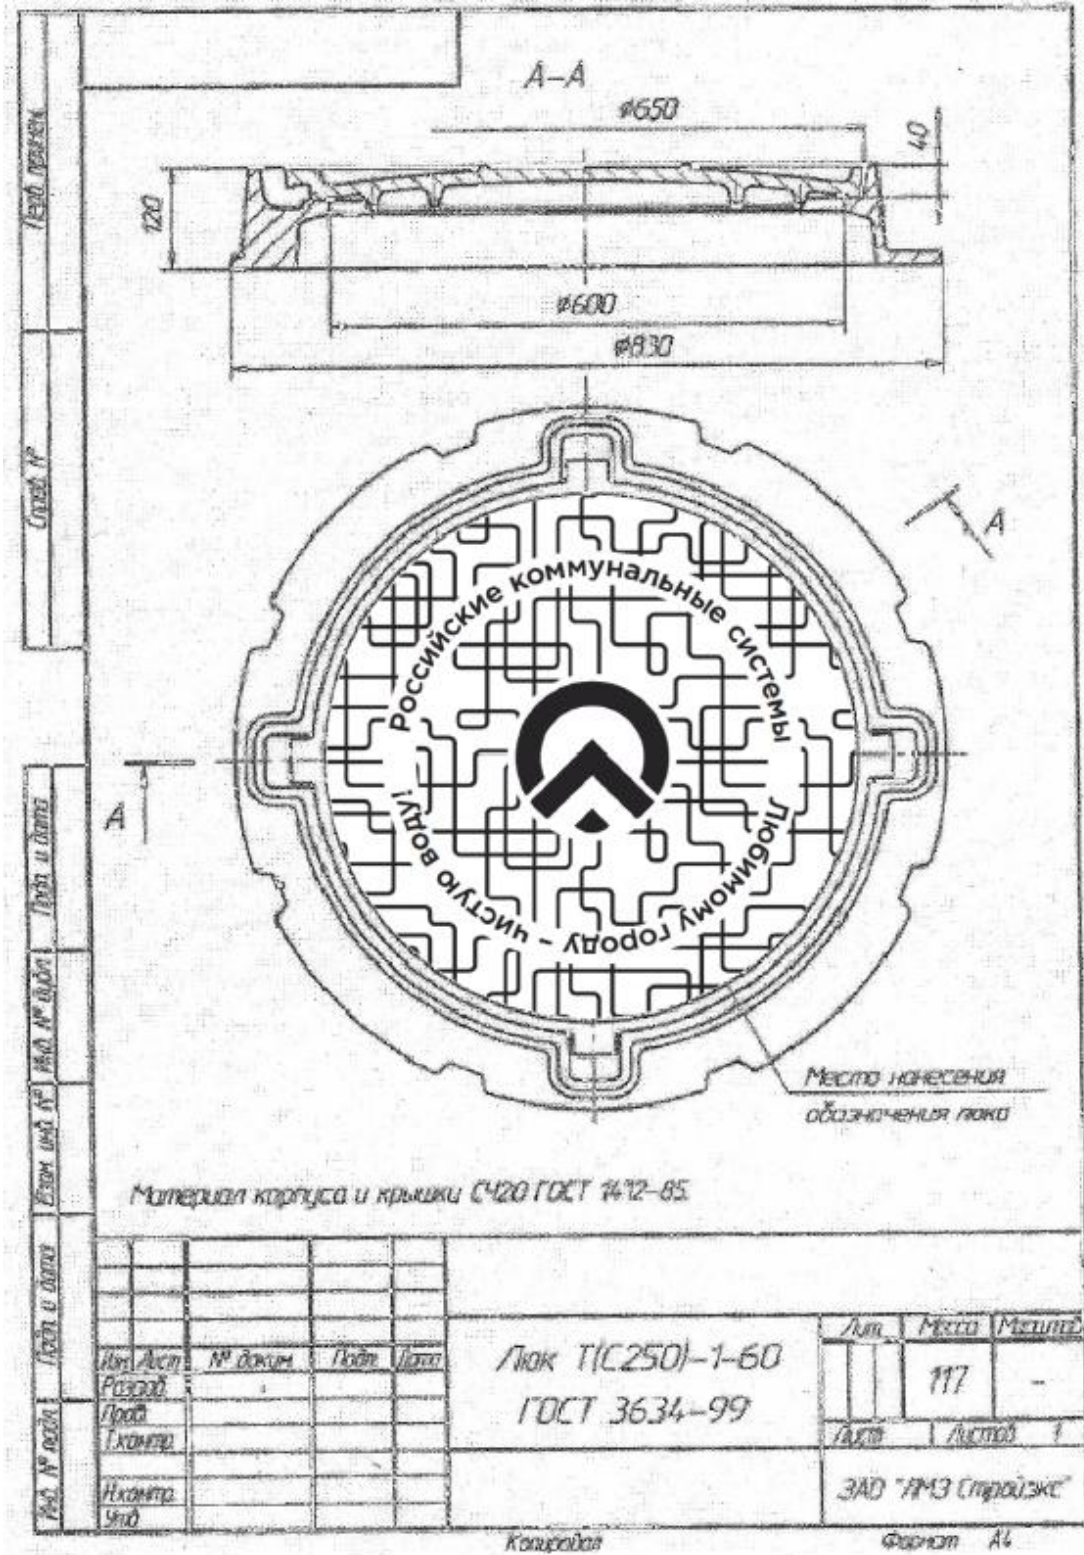 А-А
⌀650
40
120
⌀600
⌀830
А
Российские коммунальные системы
Любимому городу – чистую воду!
А
Место нанесения
обозначения люка
Материал корпуса и крышки СЧ20 ГОСТ 1412-85.
Перв. примен.
Справ. №
Подп. и дата
Инв. № дубл.
Взам. инв. №
Подп. и дата
Инв. № подл.
Изм. Лист № докум. Подп. Дата
Разраб.
Пров.
Т.контр.
Н.контр.
Утв.
Люк Т(С250)-1-60
ГОСТ 3634-99
Лит. Масса Масштаб
117 -
Лист Листов 1
ЗАО "ЛМЗ Стройэкс"
Копировал Формат А4